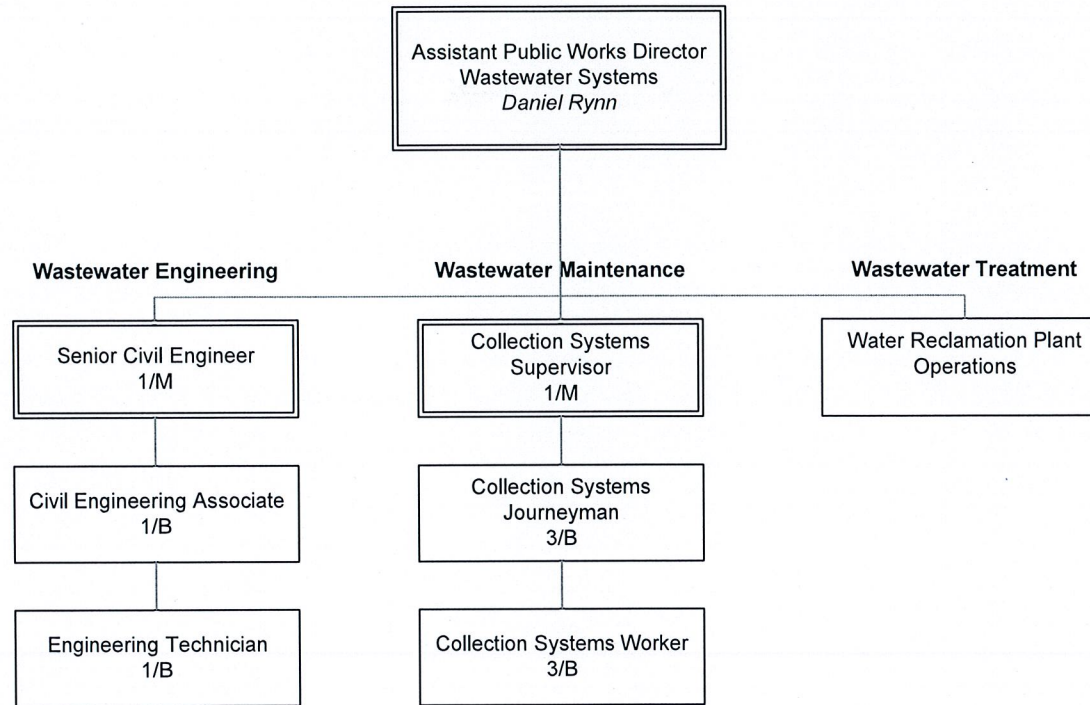 Assistant Public Works Director
Wastewater Systems
Daniel Rynn
Wastewater Engineering
Wastewater Maintenance
Wastewater Treatment
Senior Civil Engineer
1/M
Collection Systems
Supervisor
1/M
Water Reclamation Plant
Operations
Civil Engineering Associate
1/B
Collection Systems
Journeyman
3/B
Engineering Technician
1/B
Collection Systems Worker
3/B